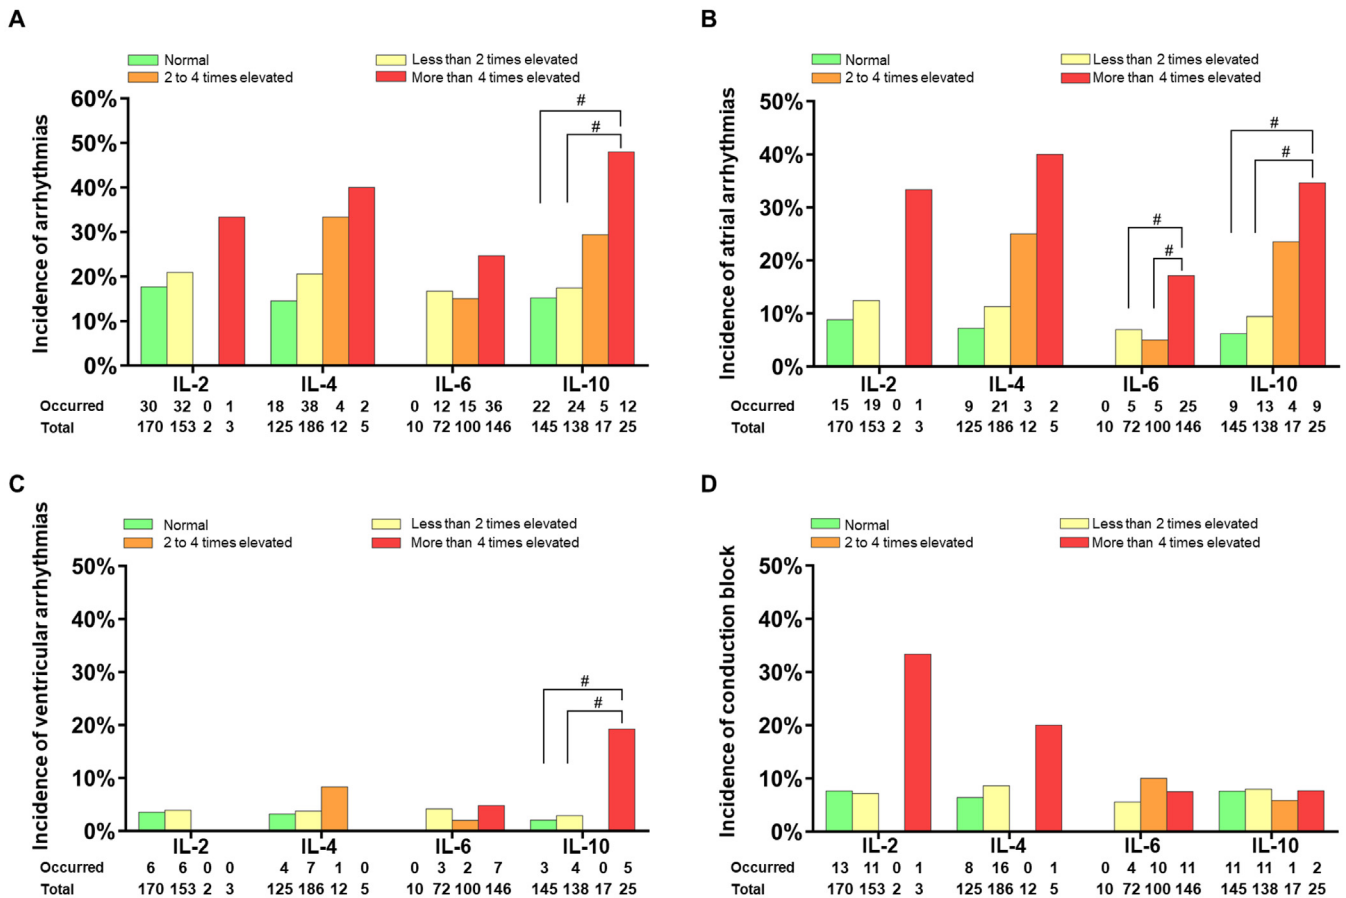 A
Normal
Less than 2 times elevated
2 to 4 times elevated
More than 4 times elevated
Incidence of arrhythmias
60%
50%
40%
30%
20%
10%
0%
#
#
IL-2 IL-4 IL-6 IL-10
Occurred 30 32 0 1 18 38 4 2 0 12 15 36 22 24 5 12
Total 170 153 2 3 125 186 12 5 10 72 100 146 145 138 17 25
B
Normal
Less than 2 times elevated
2 to 4 times elevated
More than 4 times elevated
Incidence of atrial arrhythmias
50%
40%
30%
20%
10%
0%
#
#
#
#
IL-2 IL-4 IL-6 IL-10
Occurred 15 19 0 1 9 21 3 2 0 5 5 25 9 13 4 9
Total 170 153 2 3 125 186 12 5 10 72 100 146 145 138 17 25
C
Normal
Less than 2 times elevated
2 to 4 times elevated
More than 4 times elevated
Incidence of ventricular arrhythmias
50%
40%
30%
20%
10%
0%
#
#
IL-2 IL-4 IL-6 IL-10
Occurred 6 6 0 0 4 7 1 0 0 3 2 7 3 4 0 5
Total 170 153 2 3 125 186 12 5 10 72 100 146 145 138 17 25
D
Normal
Less than 2 times elevated
2 to 4 times elevated
More than 4 times elevated
Incidence of conduction block
50%
40%
30%
20%
10%
0%
IL-2 IL-4 IL-6 IL-10
Occurred 13 11 0 1 8 16 0 1 0 4 10 11 11 11 1 2
Total 170 153 2 3 125 186 12 5 10 72 100 146 145 138 17 25